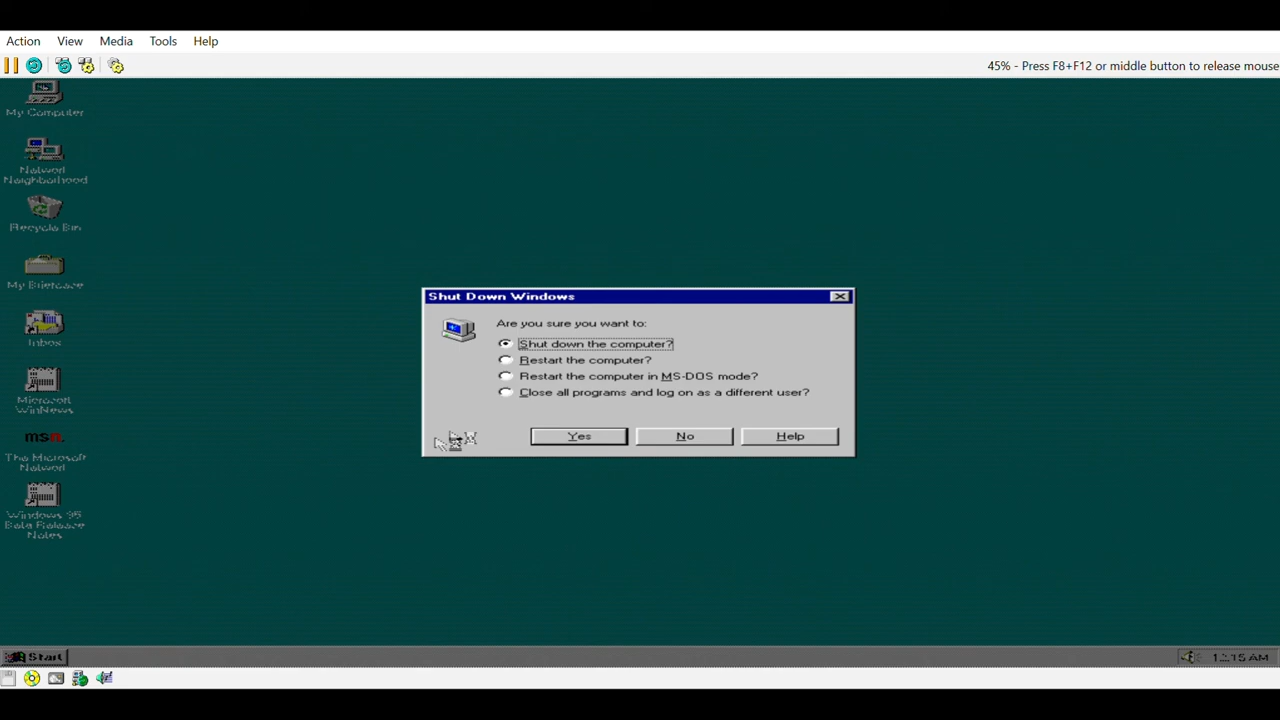 Action View Media Tools Help
45% - Press F8+F12 or middle button to release mouse
My Computer
Network
Neighborhood
Recycle Bin
My Briefcase
Inbox
Microsoft
WinNews
msn.
The Microsoft
Network
Windows 95
Beta Release
Notes
Shut Down Windows
Are you sure you want to:
Shut down the computer?
Restart the computer?
Restart the computer in MS-DOS mode?
Close all programs and log on as a different user?
Yes No Help
Start
12:15 AM